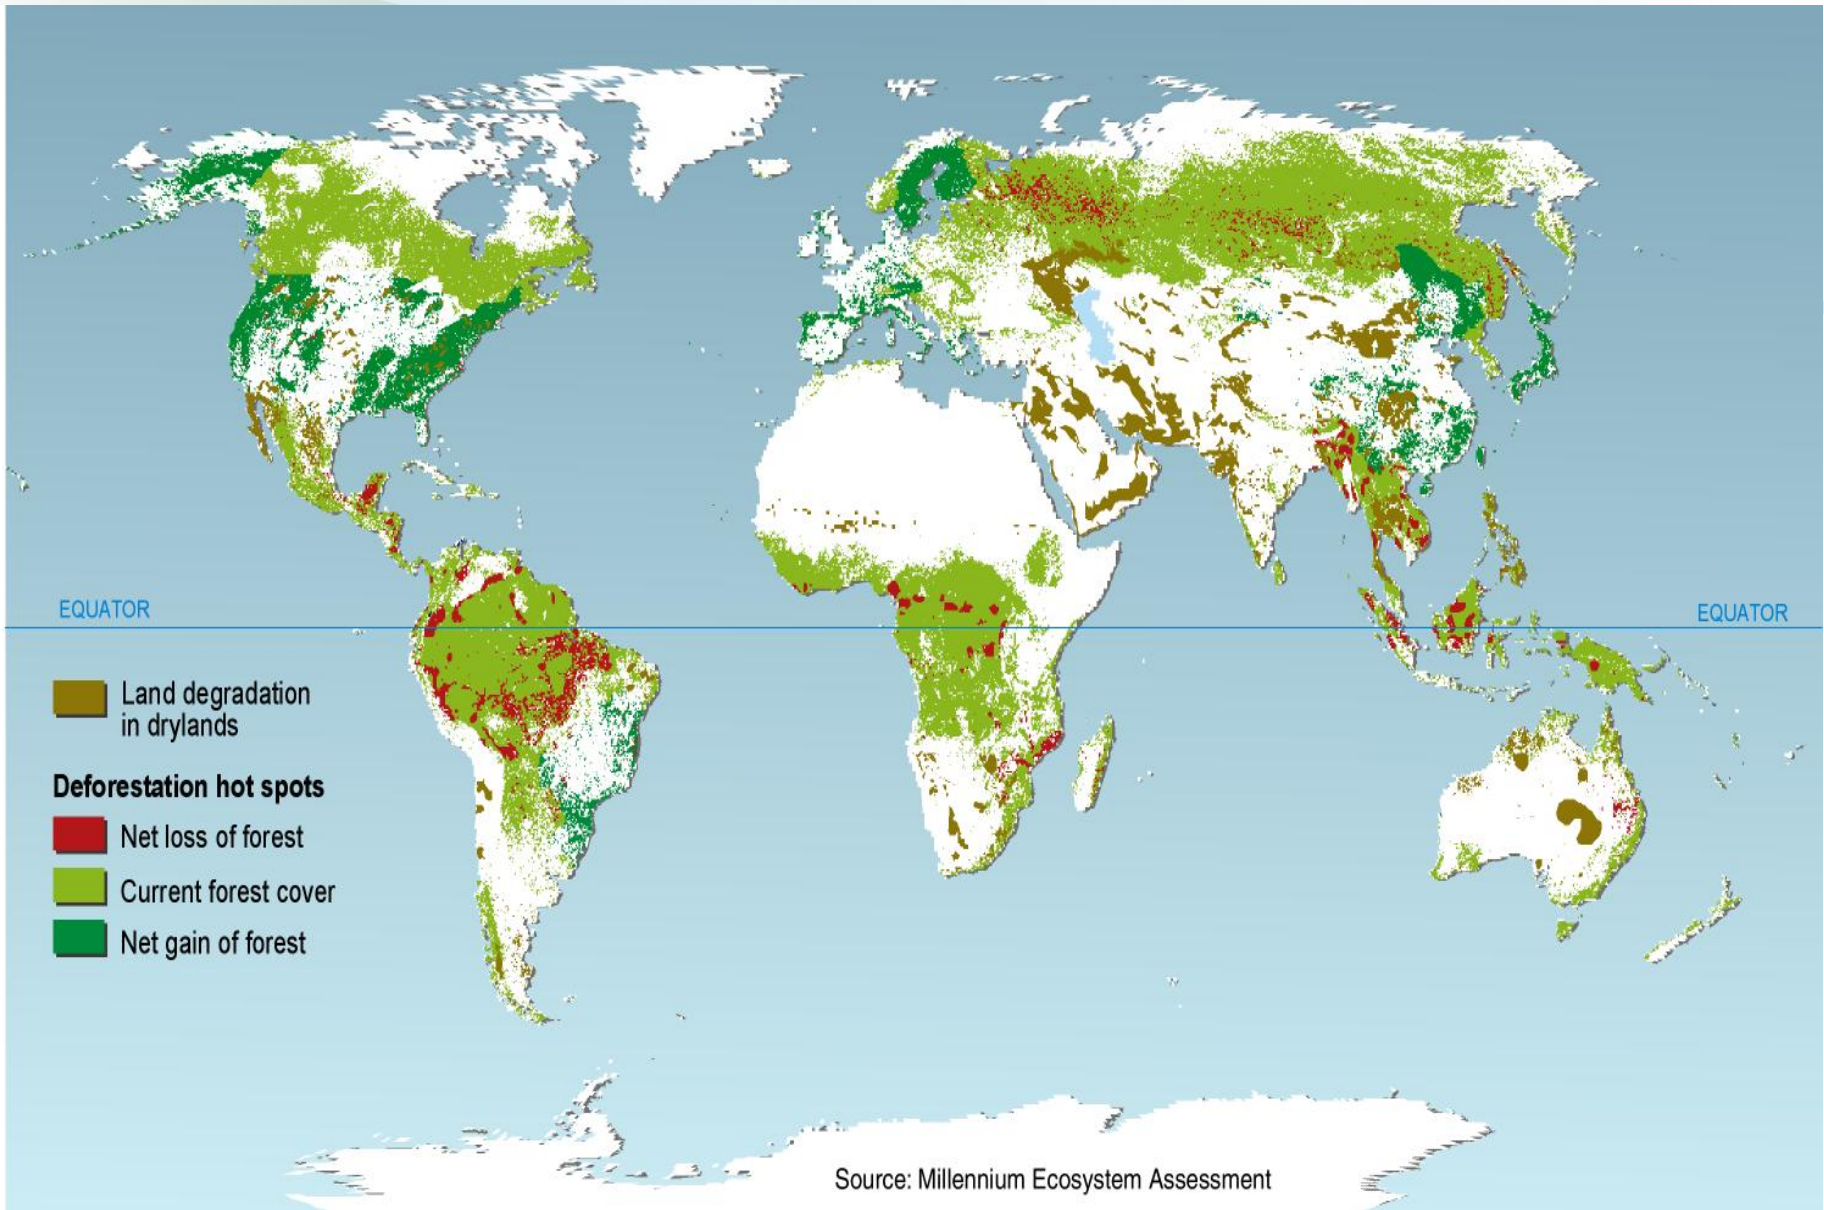 EQUATOR
EQUATOR
Land degradation
in drylands
Deforestation hot spots
Net loss of forest
Current forest cover
Net gain of forest
Source: Millennium Ecosystem Assessment